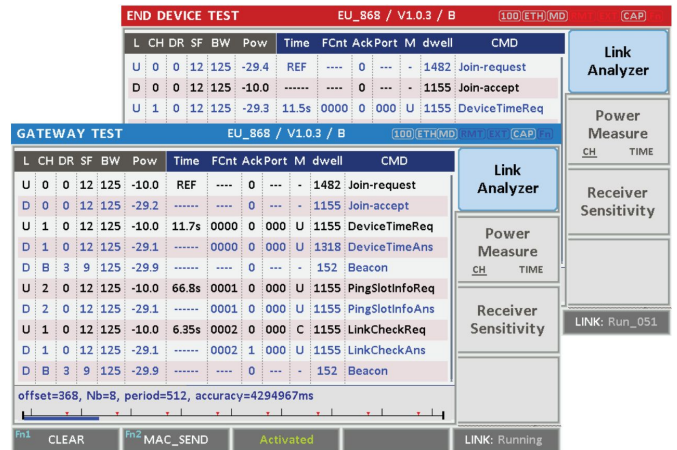 END DEVICE TEST EU_868 / V1.0.3 / B 100 ETH MD CAP
L CH DR SF BW Pow Time FCnt Ack Port M dwell CMD
U 0 0 12 125 -29.4 REF ---- 0 --- - 1482 Join-request
D 0 0 12 125 -10.0 ------ ---- 0 --- - 1155 Join-accept
U 1 0 12 125 -29.3 11.5s 0000 0 000 U 1155 DeviceTimeReq
Link
Analyzer
Power
Measure
CH TIME
Receiver
Sensitivity
LINK: Run_051
GATEWAY TEST EU_868 / V1.0.3 / B 100 ETH MD RMT EXT CAP Fn
L CH DR SF BW Pow Time FCnt Ack Port M dwell CMD
U 0 0 12 125 -10.0 REF ---- 0 --- - 1482 Join-request
D 0 0 12 125 -29.2 ------ ---- 0 --- - 1155 Join-accept
U 1 0 12 125 -10.0 11.7s 0000 0 000 U 1155 DeviceTimeReq
D 1 0 12 125 -29.1 ------ 0000 0 000 U 1318 DeviceTimeAns
D B 3 9 125 -29.9 ------ ---- 0 --- - 152 Beacon
U 2 0 12 125 -10.0 66.8s 0001 0 000 U 1155 PingSlotInfoReq
D 2 0 12 125 -29.1 ------ 0001 0 000 U 1155 PingSlotInfoAns
U 1 0 12 125 -10.0 6.35s 0002 0 000 C 1155 LinkCheckReq
D 1 0 12 125 -29.1 ------ 0002 1 000 U 1155 LinkCheckAns
D B 3 9 125 -29.9 ------ ---- 0 --- - 152 Beacon
offset=368, Nb=8, period=512, accuracy=4294967ms
Link
Analyzer
Power
Measure
CH TIME
Receiver
Sensitivity
Fn1 CLEAR Fn2 MAC_SEND Activated LINK: Running